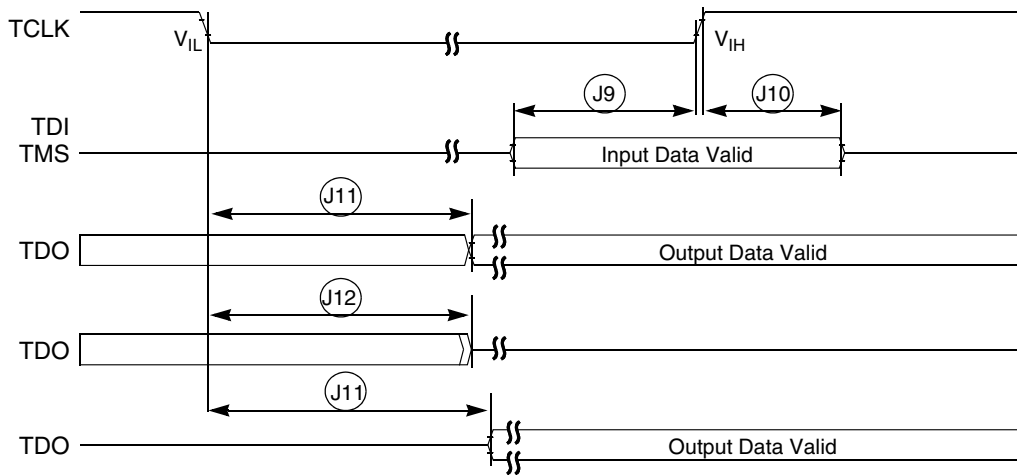 TCLK
VIL
VIH
J9
J10
TDI
TMS
Input Data Valid
J11
TDO
Output Data Valid
J12
TDO
J11
TDO
Output Data Valid